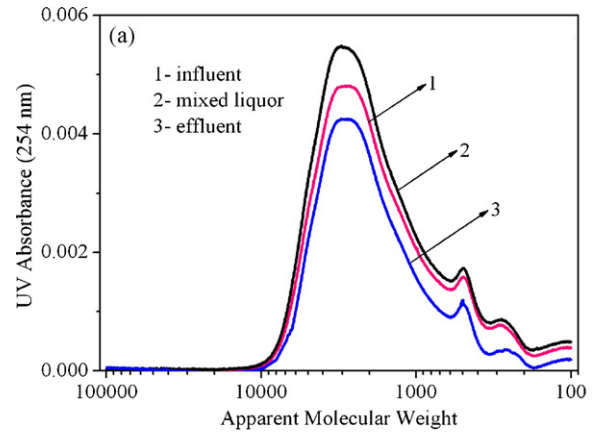 (a)
1- influent
2- mixed liquor
3- effluent
1
2
3
UV Absorbance (254 nm)
0.006
0.004
0.002
0.000
100000 10000 1000 100
Apparent Molecular Weight